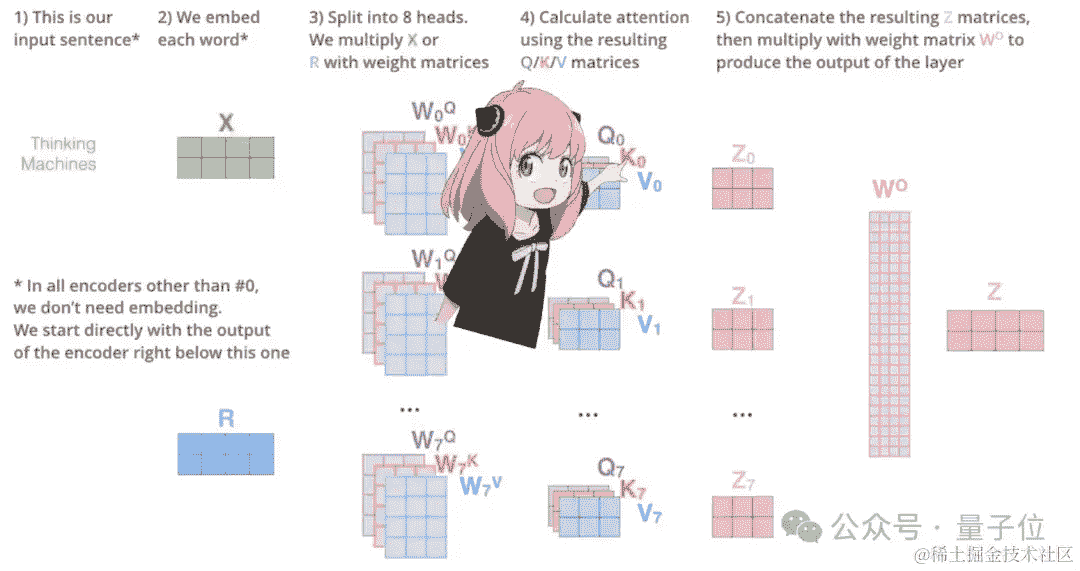 1) This is our
input sentence*
2) We embed
each word*
3) Split into 8 heads.
We multiply X or
R with weight matrices
4) Calculate attention
using the resulting
Q/K/V matrices
5) Concatenate the resulting Z matrices,
then multiply with weight matrix W^O to
produce the output of the layer
Thinking
Machines
X
W₀^Q
Q₀
K₀
V₀
Z₀
W^O
* In all encoders other than #0,
we don't need embedding.
We start directly with the output
of the encoder right below this one
W₁^Q
Q₁
K₁
V₁
Z₁
Z
...
...
...
R
W₇^Q
W₇^K
W₇^V
Q₇
K₇
V₇
Z₇
公众号 · 量子位
@稀土掘金技术社区